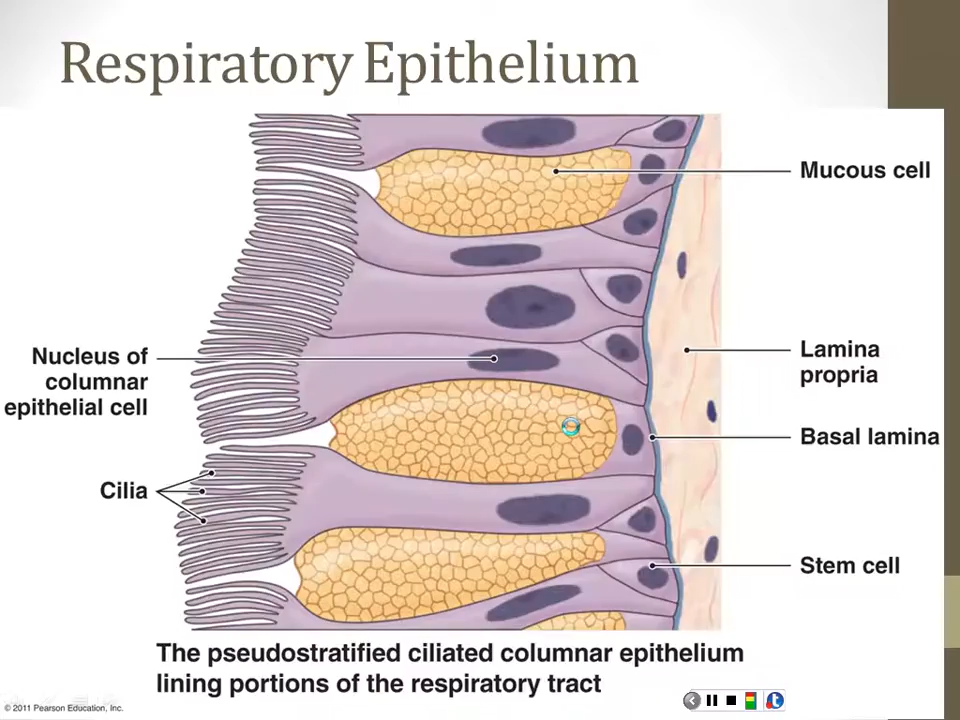 Respiratory Epithelium
Mucous cell
Nucleus of
columnar
epithelial cell
Lamina
propria
Basal lamina
Cilia
Stem cell
The pseudostratified ciliated columnar epithelium
lining portions of the respiratory tract
© 2011 Pearson Education, Inc.